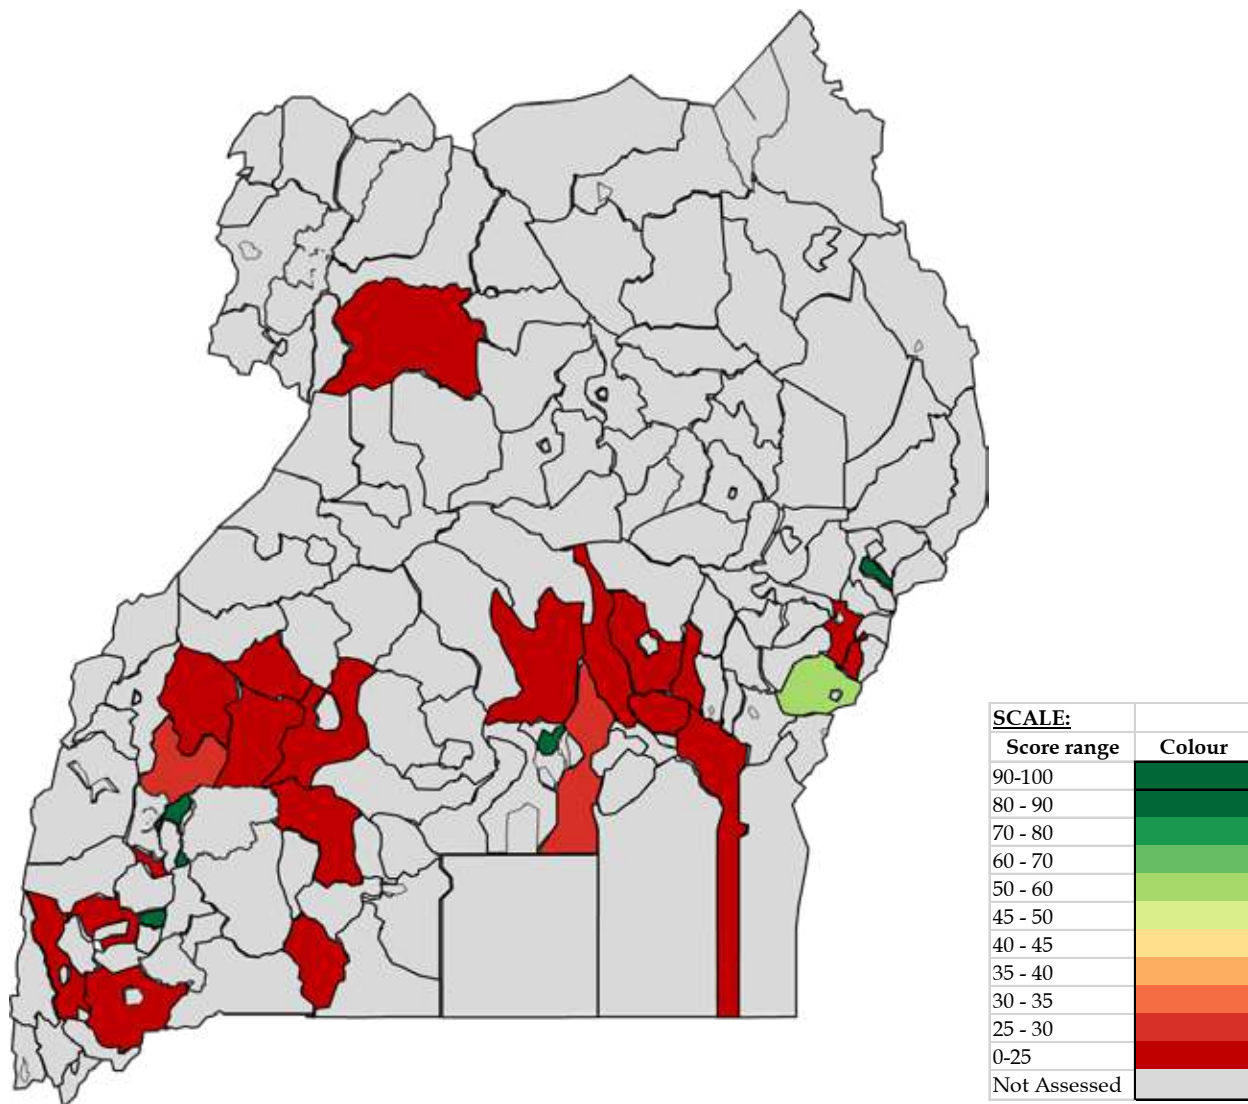 SCALE:
Score range Colour
90-100
80 - 90
70 - 80
60 - 70
50 - 60
45 - 50
40 - 45
35 - 40
30 - 35
25 - 30
0-25
Not Assessed